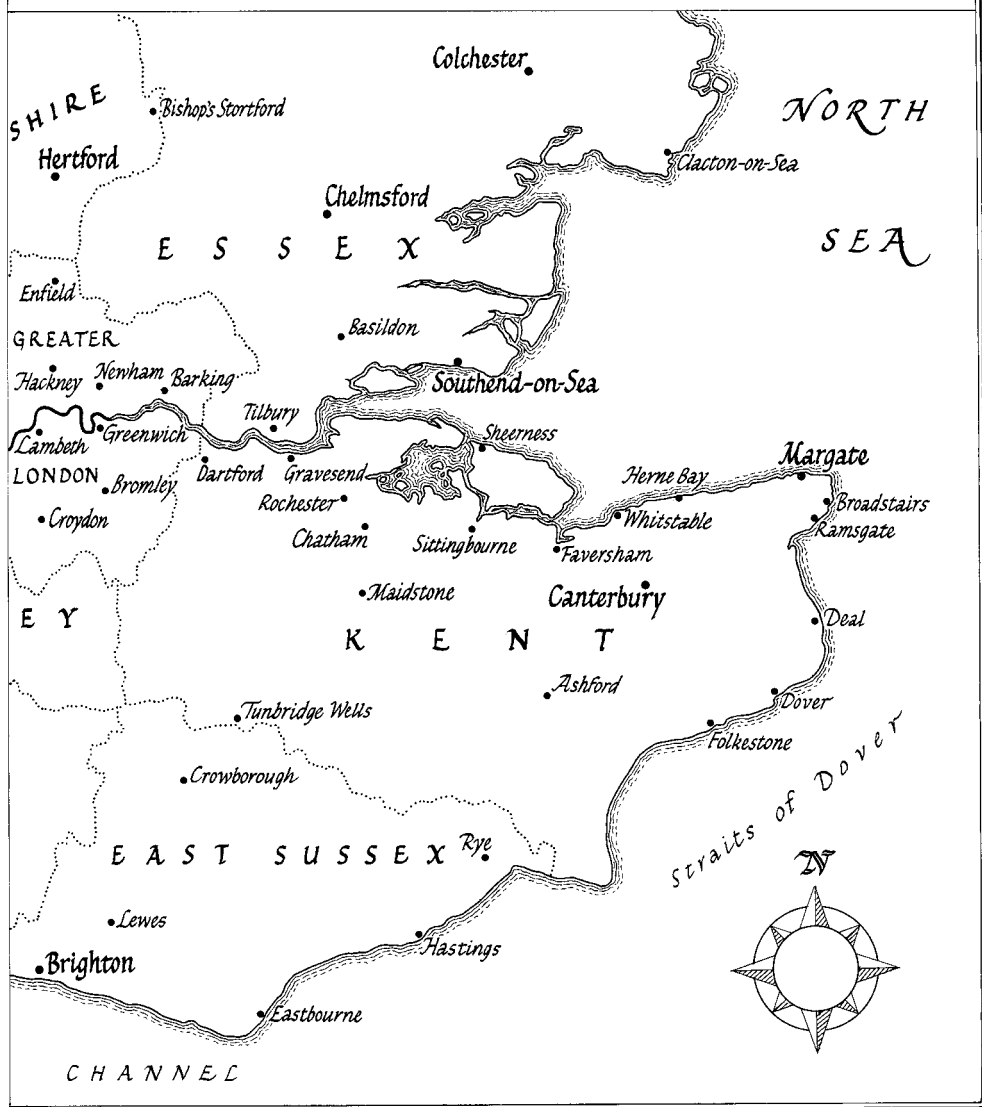 Colchester
NORTH
SHIRE
Bishop's Stortford
Hertford
Clacton-on-Sea
Chelmsford
ESSEX
SEA
Enfield
Basildon
GREATER
Hackney
Newham
Barking
Southend-on-Sea
Tilbury
Lambeth
Greenwich
Sheerness
LONDON
Bromley
Dartford
Gravesend
Margate
Herne Bay
Rochester
Broadstairs
Croydon
Whitstable
Ramsgate
Chatham
Sittingbourne
Faversham
Maidstone
Canterbury
EY
KENT
Deal
Ashford
Dover
Tunbridge Wells
Folkestone
Straits of Dover
Crowborough
EAST SUSSEX
Rye
N
Lewes
Hastings
Brighton
Eastbourne
CHANNEL